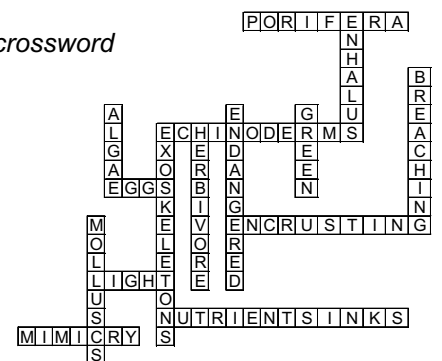 crossword
PORIFERA
ENHALUS
BREACHING
ALGAE
ENDANGERED
GREEN
ECHINODERMS
EXOSKELETONS
HERBIVORE
EGGS
MOLLUSCS
ENCRUSTING
LIGHT
NUTRIENTSINKS
MIMICRY